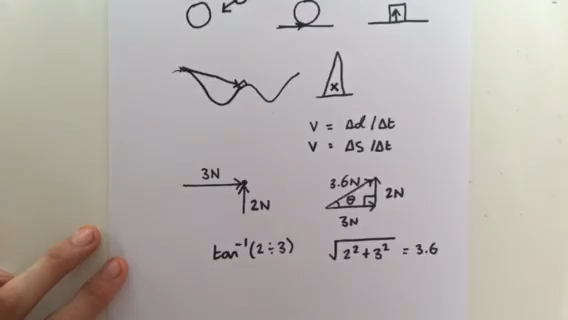 x
V = Δd/Δt
V = Δs/Δt
3N
2N
3.6N
θ
2N
3N
tan⁻¹(2÷3)
√2²+3² = 3.6